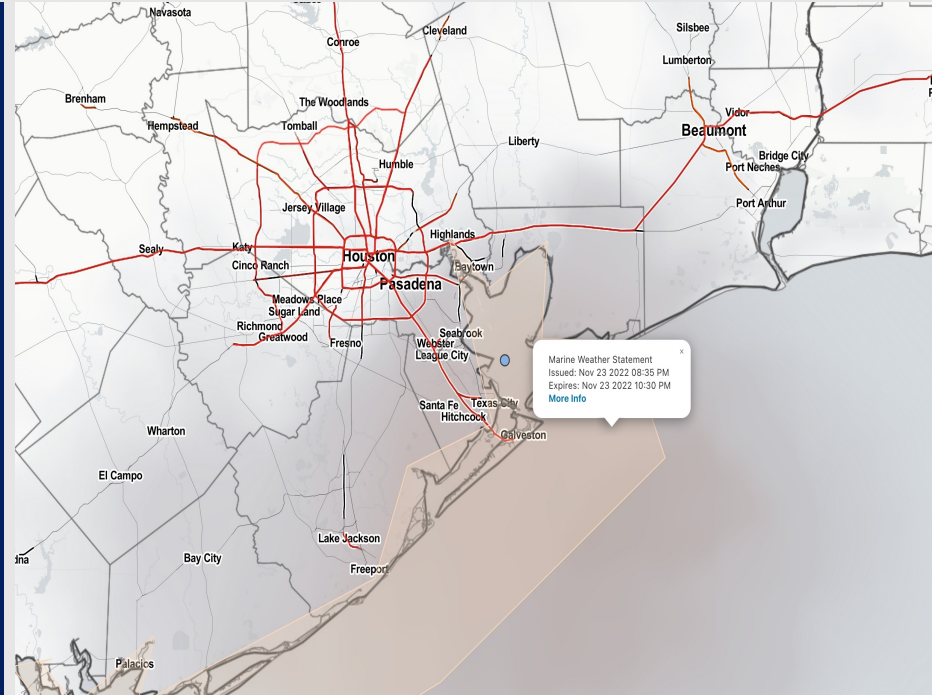 Navasota
Conroe
Cleveland
Silsbee
Lumberton
Brenham
The Woodlands
Hempstead
Tomball
Vidor
Beaumont
Liberty
Humble
Bridge City
Port Neches
Port Arthur
Jersey Village
Highlands
Sealy
Katy
Houston
Cinco Ranch
Baytown
Pasadena
Meadows Place
Sugar Land
Richmond
Greatwood
Fresno
Seabrook
Webster
League City
×
Marine Weather Statement
Issued: Nov 23 2022 08:35 PM
Expires: Nov 23 2022 10:30 PM
More Info
Santa Fe
Texas City
Hitchcock
Galveston
Wharton
El Campo
Lake Jackson
Bay City
dna
Freeport
Palacios